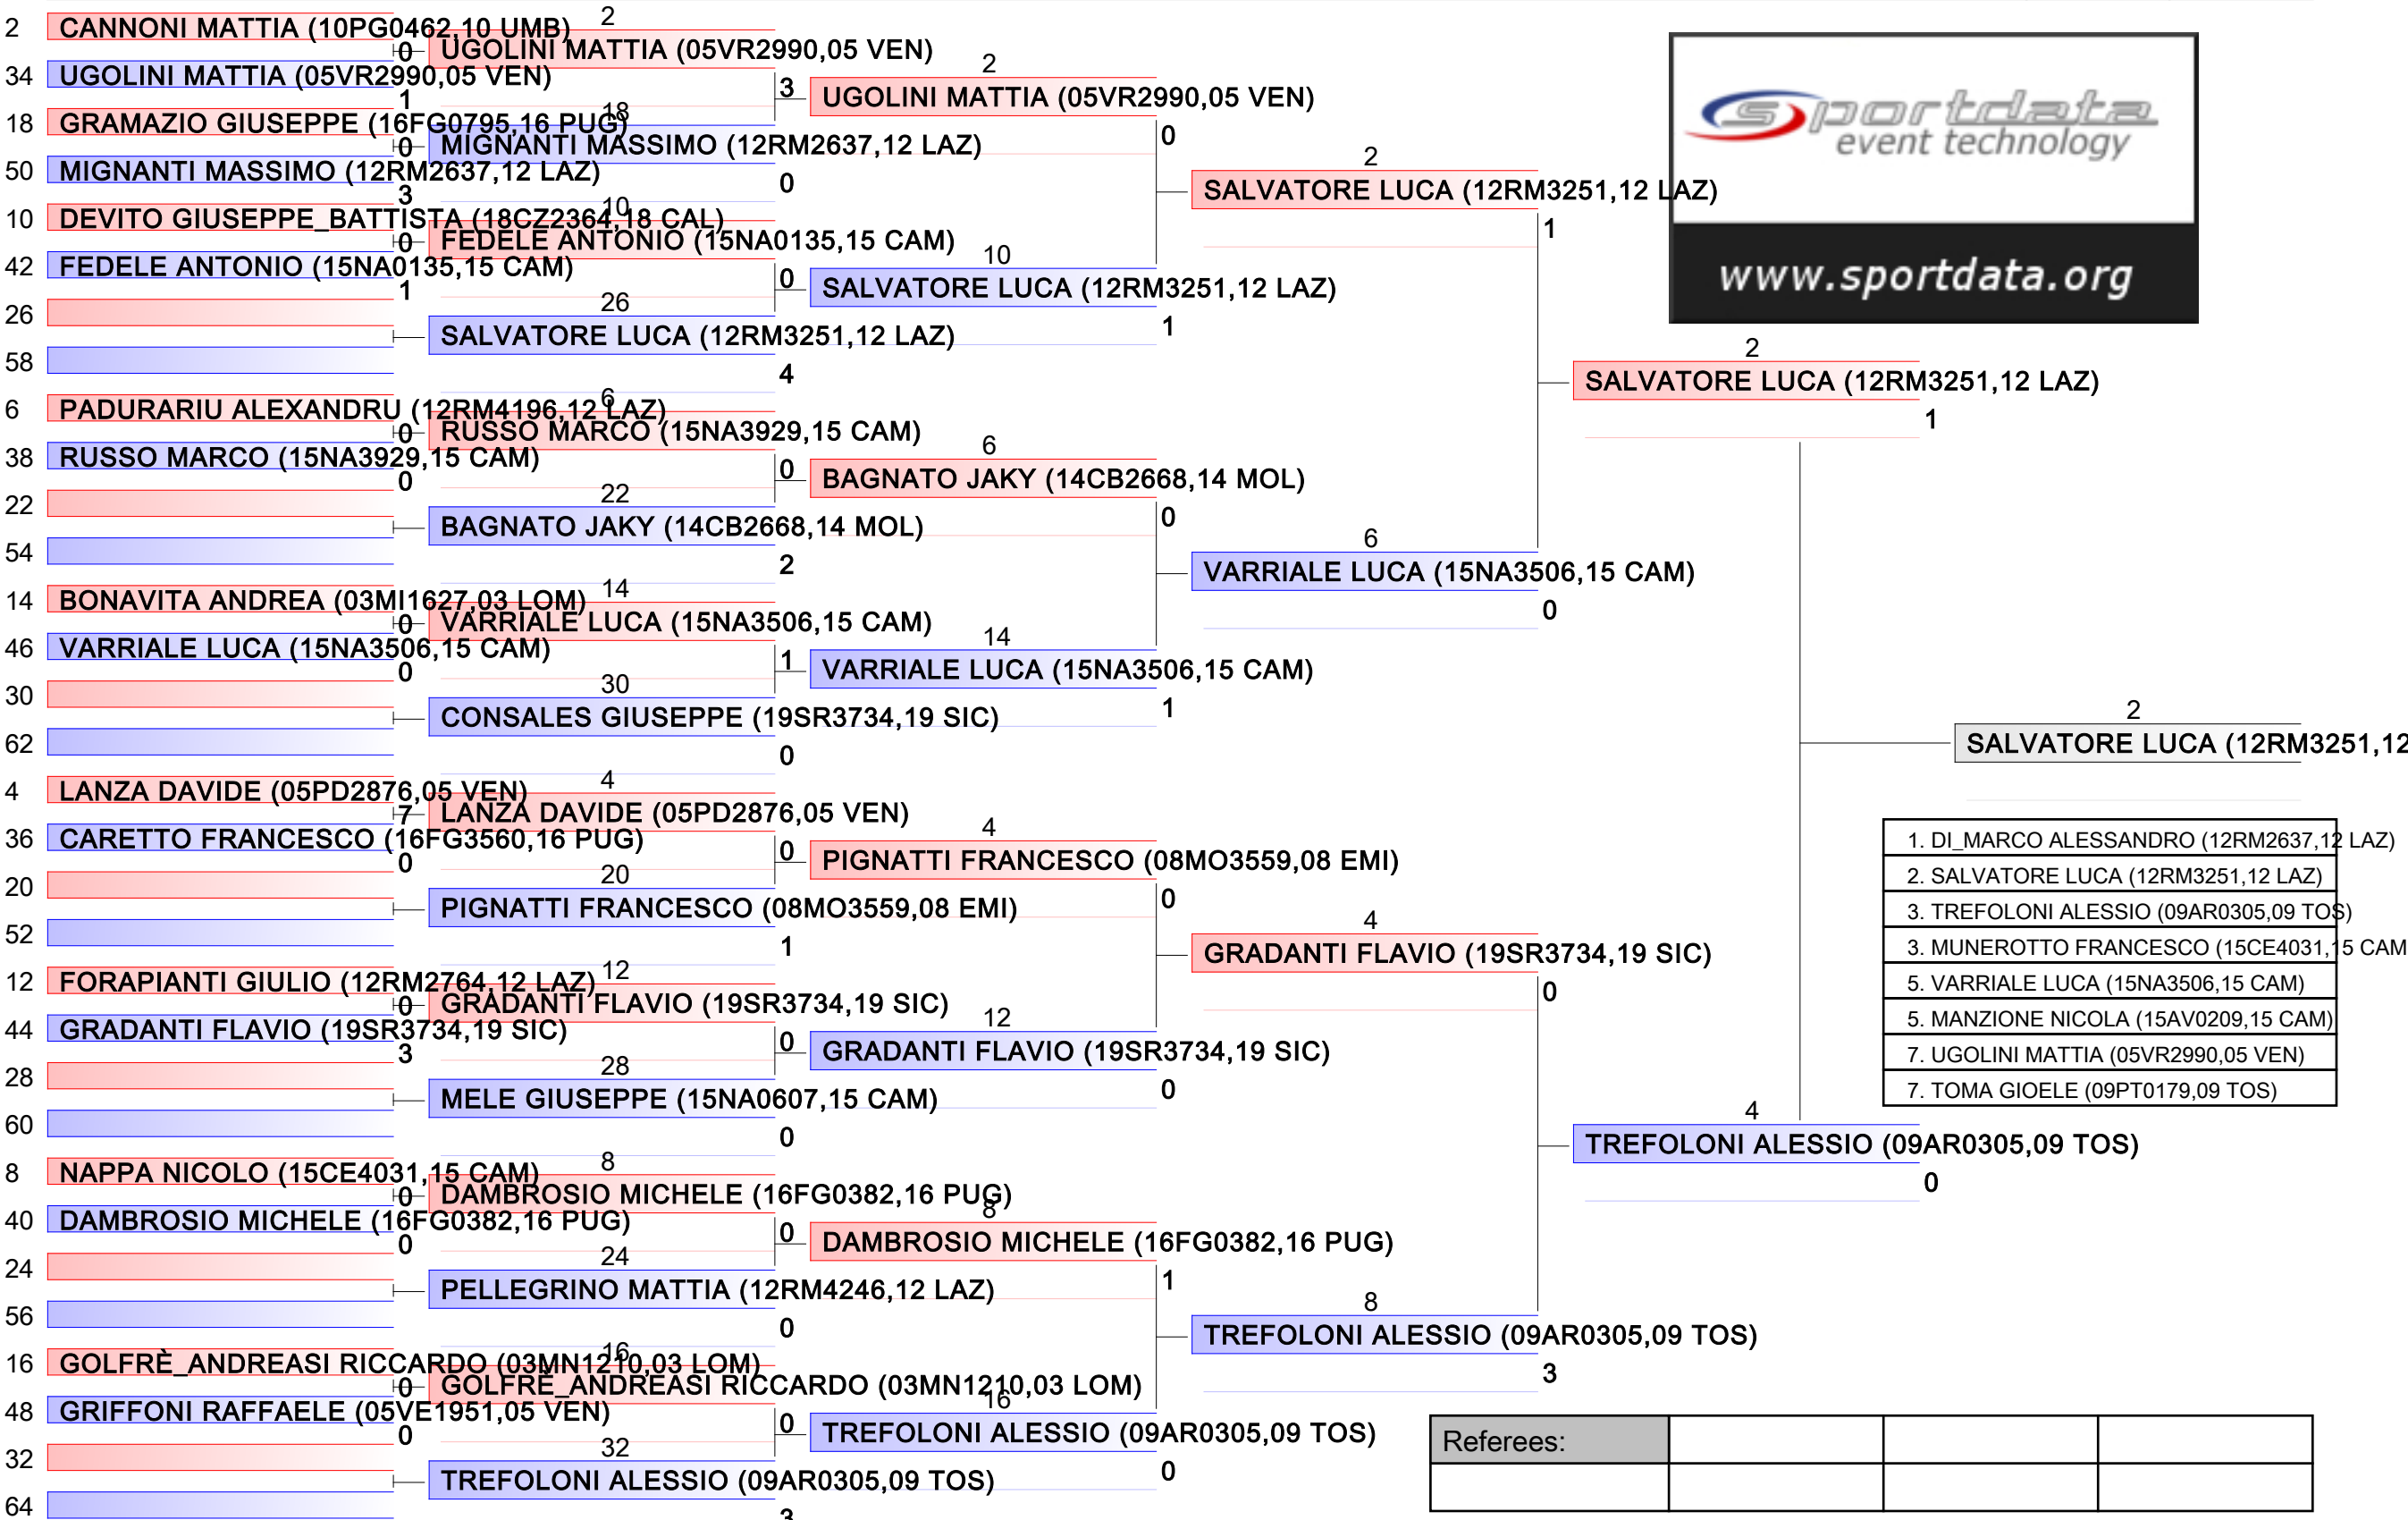 2 CANNONI MATTIA (10PG0462,10 UMB)
0
34 UGOLINI MATTIA (05VR2990,05 VEN)
1
18 GRAMAZIO GIUSEPPE (16FG0795,16 PUG)
0
50 MIGNANTI MASSIMO (12RM2637,12 LAZ)
3
10 DEVITO GIUSEPPE_BATTISTA (18CZ2364,18 CAL)
0
42 FEDELE ANTONIO (15NA0135,15 CAM)
1
26
58
6 PADURARIU ALEXANDRU (12RM4196,12 LAZ)
0
38 RUSSO MARCO (15NA3929,15 CAM)
0
22
54
14 BONAVITA ANDREA (03MI1627,03 LOM)
0
46 VARRIALE LUCA (15NA3506,15 CAM)
0
30
62
4 LANZA DAVIDE (05PD2876,05 VEN)
7
36 CARETTO FRANCESCO (16FG3560,16 PUG)
0
20
52
12 FORAPIANTI GIULIO (12RM2764,12 LAZ)
0
44 GRADANTI FLAVIO (19SR3734,19 SIC)
3
28
60
8 NAPPA NICOLO (15CE4031,15 CAM)
0
40 DAMBROSIO MICHELE (16FG0382,16 PUG)
0
24
56
16 GOLFRÈ_ANDREASI RICCARDO (03MN1210,03 LOM)
0
48 GRIFFONI RAFFAELE (05VE1951,05 VEN)
0
32
64
2
UGOLINI MATTIA (05VR2990,05 VEN)
3
18
MIGNANTI MASSIMO (12RM2637,12 LAZ)
0
10
FEDELE ANTONIO (15NA0135,15 CAM)
0
26
SALVATORE LUCA (12RM3251,12 LAZ)
4
6
RUSSO MARCO (15NA3929,15 CAM)
0
22
BAGNATO JAKY (14CB2668,14 MOL)
2
14
VARRIALE LUCA (15NA3506,15 CAM)
1
30
CONSALES GIUSEPPE (19SR3734,19 SIC)
0
4
LANZA DAVIDE (05PD2876,05 VEN)
0
20
PIGNATTI FRANCESCO (08MO3559,08 EMI)
1
12
GRADANTI FLAVIO (19SR3734,19 SIC)
0
28
MELE GIUSEPPE (15NA0607,15 CAM)
0
8
DAMBROSIO MICHELE (16FG0382,16 PUG)
0
24
PELLEGRINO MATTIA (12RM4246,12 LAZ)
0
16
GOLFRÈ_ANDREASI RICCARDO (03MN1210,03 LOM)
0
32
TREFOLONI ALESSIO (09AR0305,09 TOS)
3
2
UGOLINI MATTIA (05VR2990,05 VEN)
0
10
SALVATORE LUCA (12RM3251,12 LAZ)
1
6
BAGNATO JAKY (14CB2668,14 MOL)
0
14
VARRIALE LUCA (15NA3506,15 CAM)
1
4
PIGNATTI FRANCESCO (08MO3559,08 EMI)
0
12
GRADANTI FLAVIO (19SR3734,19 SIC)
0
8
DAMBROSIO MICHELE (16FG0382,16 PUG)
1
16
TREFOLONI ALESSIO (09AR0305,09 TOS)
0
2
SALVATORE LUCA (12RM3251,12 LAZ)
1
6
VARRIALE LUCA (15NA3506,15 CAM)
0
4
GRADANTI FLAVIO (19SR3734,19 SIC)
0
8
TREFOLONI ALESSIO (09AR0305,09 TOS)
3
sportdata
event technology
www.sportdata.org
2
SALVATORE LUCA (12RM3251,12 LAZ)
1
4
TREFOLONI ALESSIO (09AR0305,09 TOS)
0
2
SALVATORE LUCA (12RM3251,12
1. DI_MARCO ALESSANDRO (12RM2637,12 LAZ)
2. SALVATORE LUCA (12RM3251,12 LAZ)
3. TREFOLONI ALESSIO (09AR0305,09 TOS)
3. MUNEROTTO FRANCESCO (15CE4031,15 CAM
5. VARRIALE LUCA (15NA3506,15 CAM)
5. MANZIONE NICOLA (15AV0209,15 CAM)
7. UGOLINI MATTIA (05VR2990,05 VEN)
7. TOMA GIOELE (09PT0179,09 TOS)
Referees: